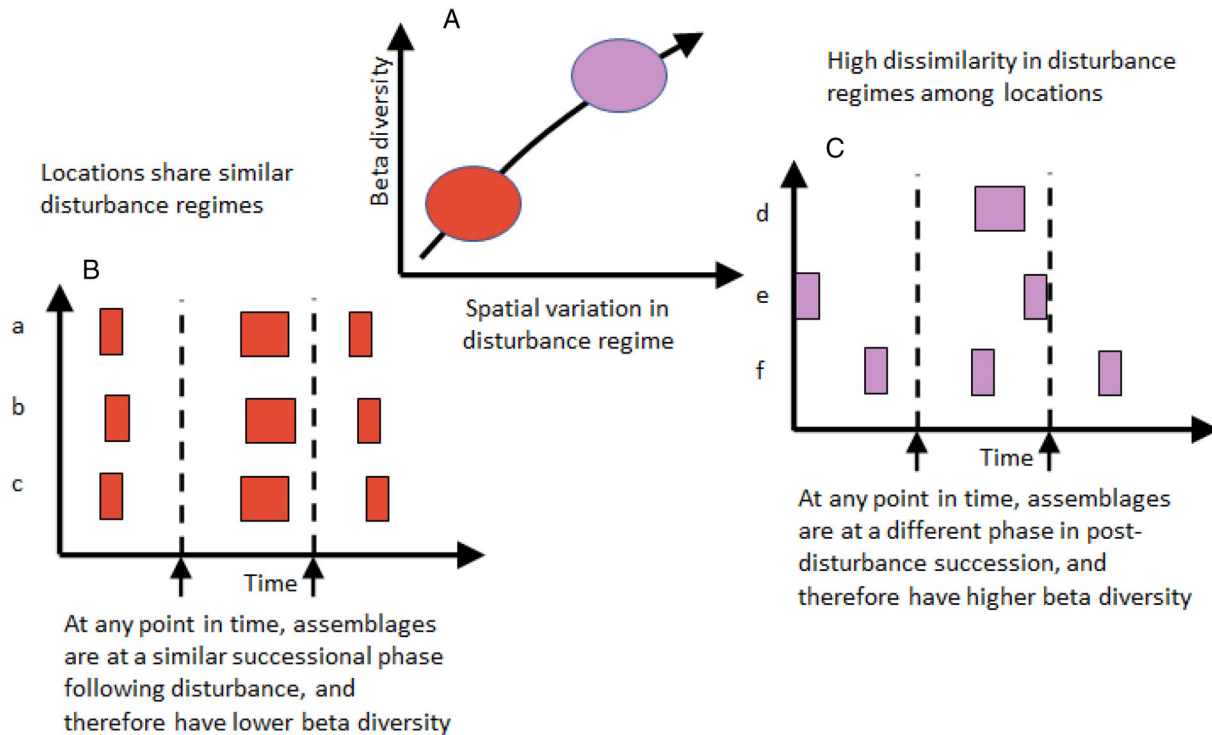 A
Beta diversity
Spatial variation in
disturbance regime
Locations share similar
disturbance regimes
B
a
b
c
Time
At any point in time, assemblages
are at a similar successional phase
following disturbance, and
therefore have lower beta diversity
High dissimilarity in disturbance
regimes among locations
C
d
e
f
Time
At any point in time, assemblages
are at a different phase in post-
disturbance succession, and
therefore have higher beta diversity